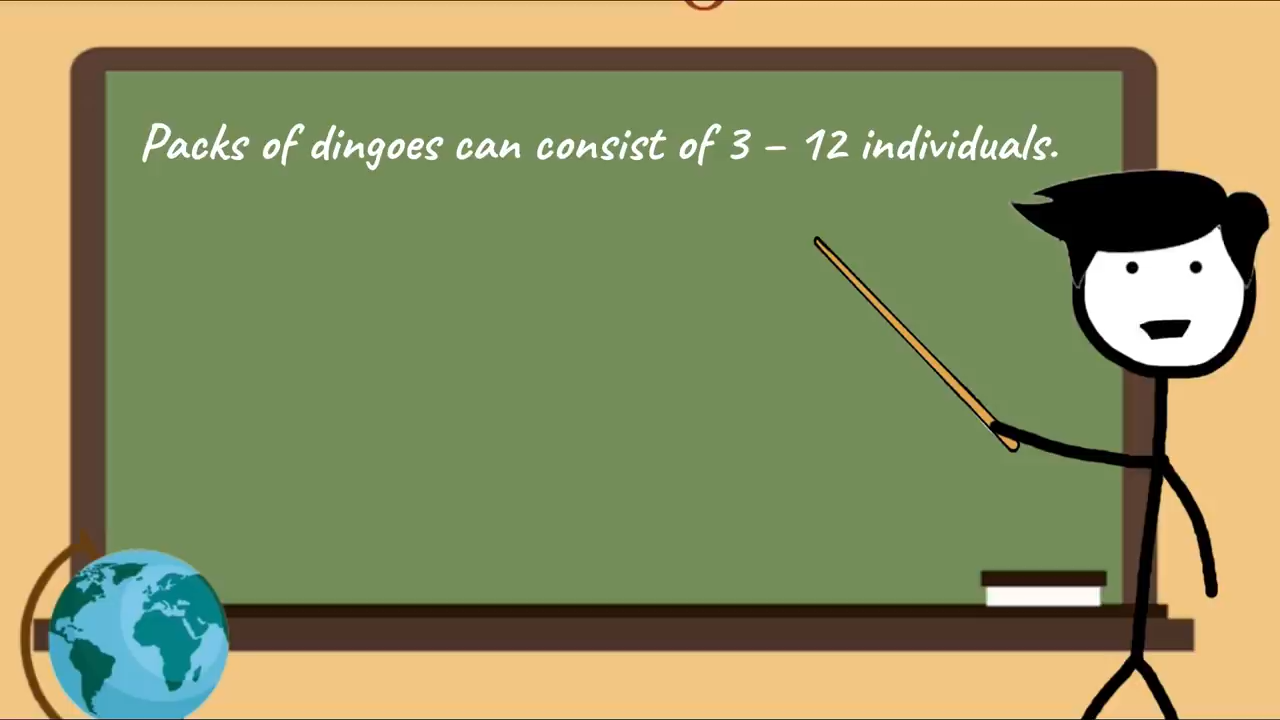 Packs of dingoes can consist of 3 – 12 individuals.